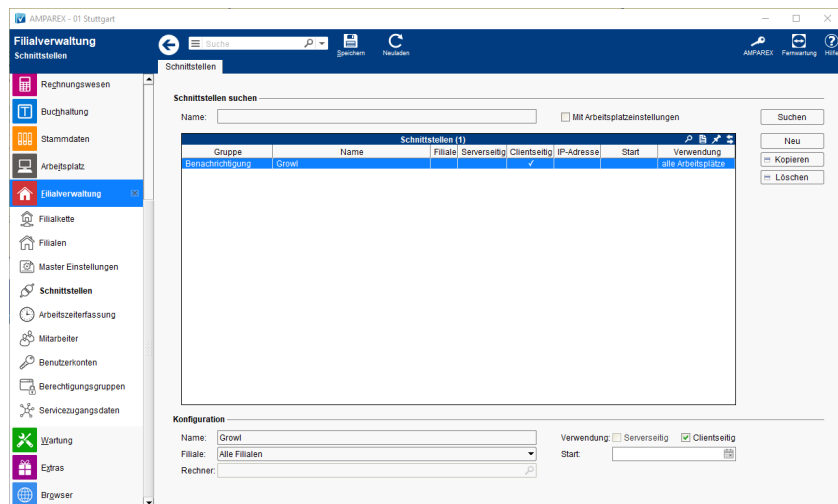 AMPAREX - 01 Stuttgart
Filialverwaltung
Schnittstellen
Suche
Speichern
Neuladen
AMPAREX
Fernwartung
Hilfe
Schnittstellen
Rechnungswesen
Buchhaltung
Stammdaten
Arbeitsplatz
Filialverwaltung
Filialkette
Filialen
Master Einstellungen
Schnittstellen
Arbeitszeiterfassung
Mitarbeiter
Benutzerkonten
Berechtigungsgruppen
Servicezugangsdaten
Wartung
Extras
Browser
Schnittstellen suchen
Name:
Mit Arbeitsplatzeinstellungen
Suchen
Schnittstellen (1)
Neu
Kopieren
Löschen
Gruppe Name Filiale Serverseitig Clientseitig IP-Adresse Start Verwendung
Benachrichtigung Growl ✓ alle Arbeitsplätze
Konfiguration
Name: Growl Verwendung: Serverseitig Clientseitig
Filiale: Alle Filialen Start:
Rechner: